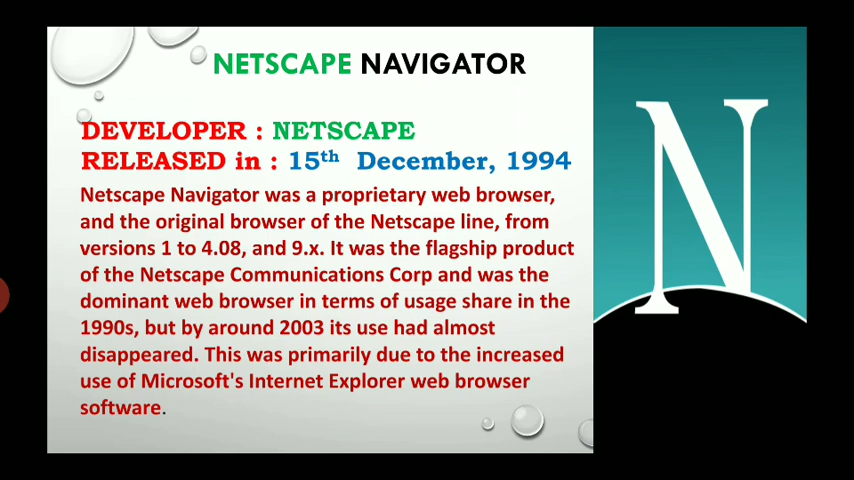 NETSCAPE NAVIGATOR
DEVELOPER : NETSCAPE
RELEASED in : 15th December, 1994
Netscape Navigator was a proprietary web browser,
and the original browser of the Netscape line, from
versions 1 to 4.08, and 9.x. It was the flagship product
of the Netscape Communications Corp and was the
dominant web browser in terms of usage share in the
1990s, but by around 2003 its use had almost
disappeared. This was primarily due to the increased
use of Microsoft's Internet Explorer web browser
software.
N